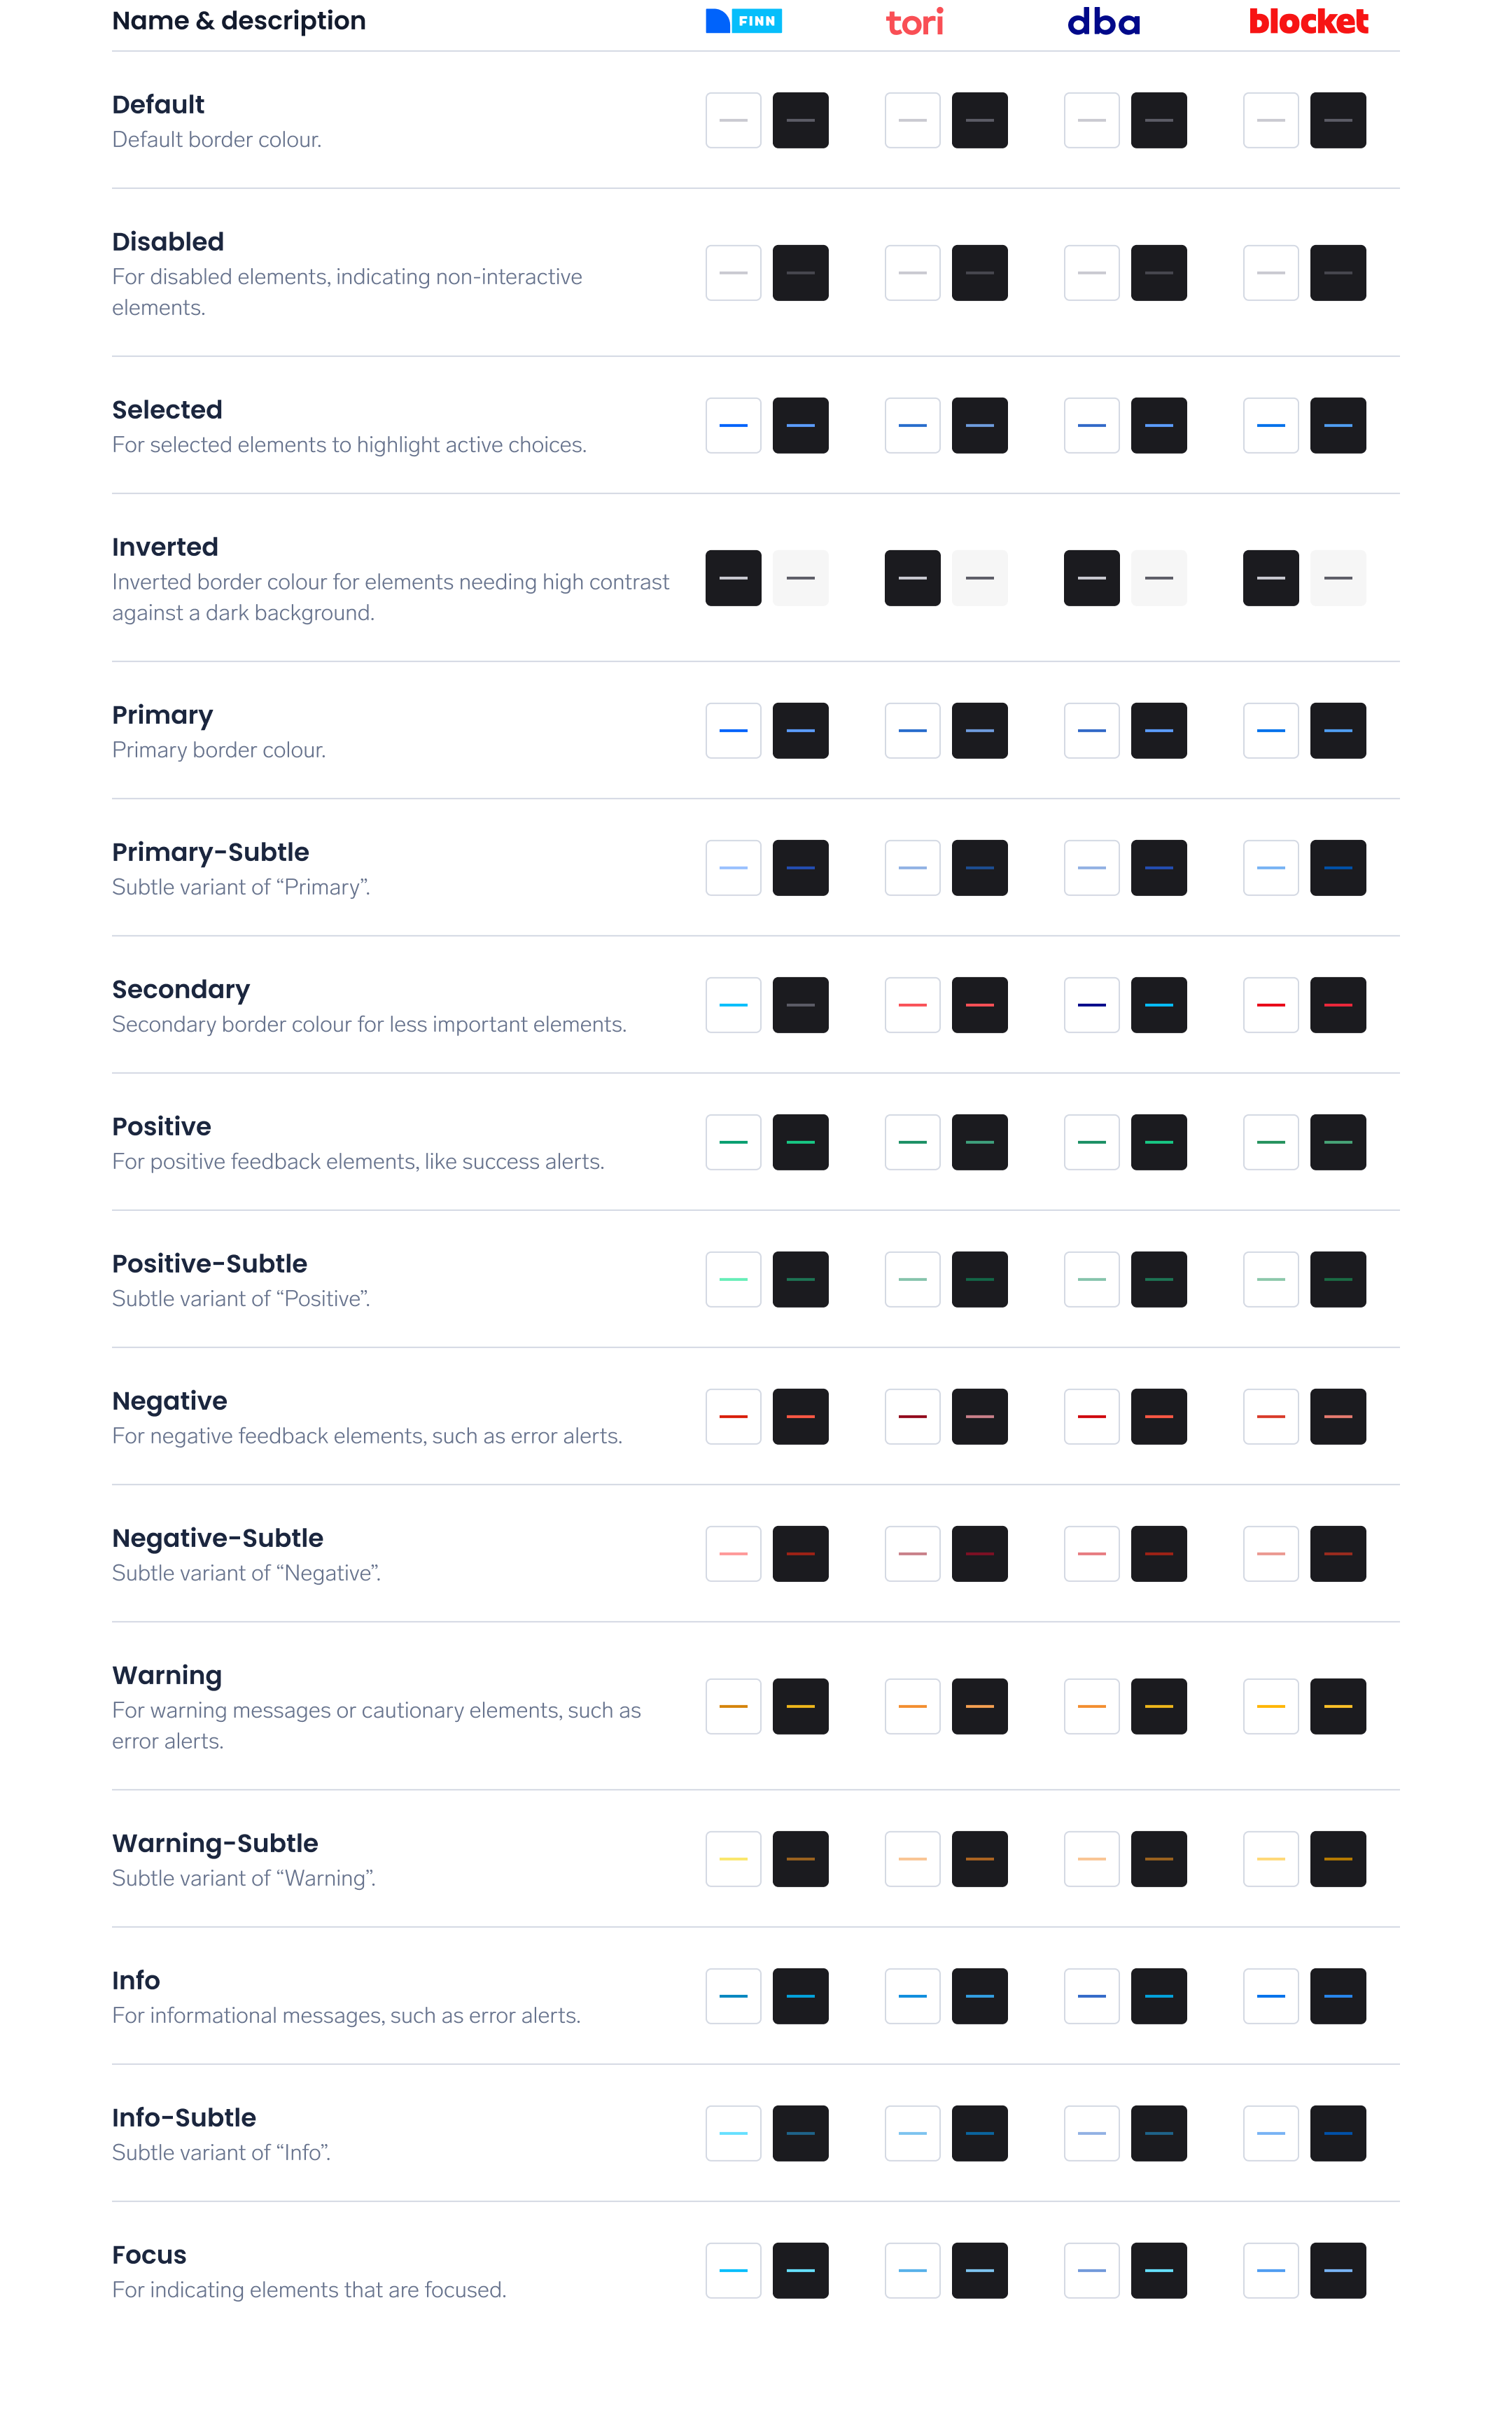 Name & description FINN tori dba blocket
Default
Default border colour.
Disabled
For disabled elements, indicating non-interactive
elements.
Selected
For selected elements to highlight active choices.
Inverted
Inverted border colour for elements needing high contrast
against a dark background.
Primary
Primary border colour.
Primary-Subtle
Subtle variant of “Primary”.
Secondary
Secondary border colour for less important elements.
Positive
For positive feedback elements, like success alerts.
Positive-Subtle
Subtle variant of “Positive”.
Negative
For negative feedback elements, such as error alerts.
Negative-Subtle
Subtle variant of “Negative”.
Warning
For warning messages or cautionary elements, such as
error alerts.
Warning-Subtle
Subtle variant of “Warning”.
Info
For informational messages, such as error alerts.
Info-Subtle
Subtle variant of “Info”.
Focus
For indicating elements that are focused.